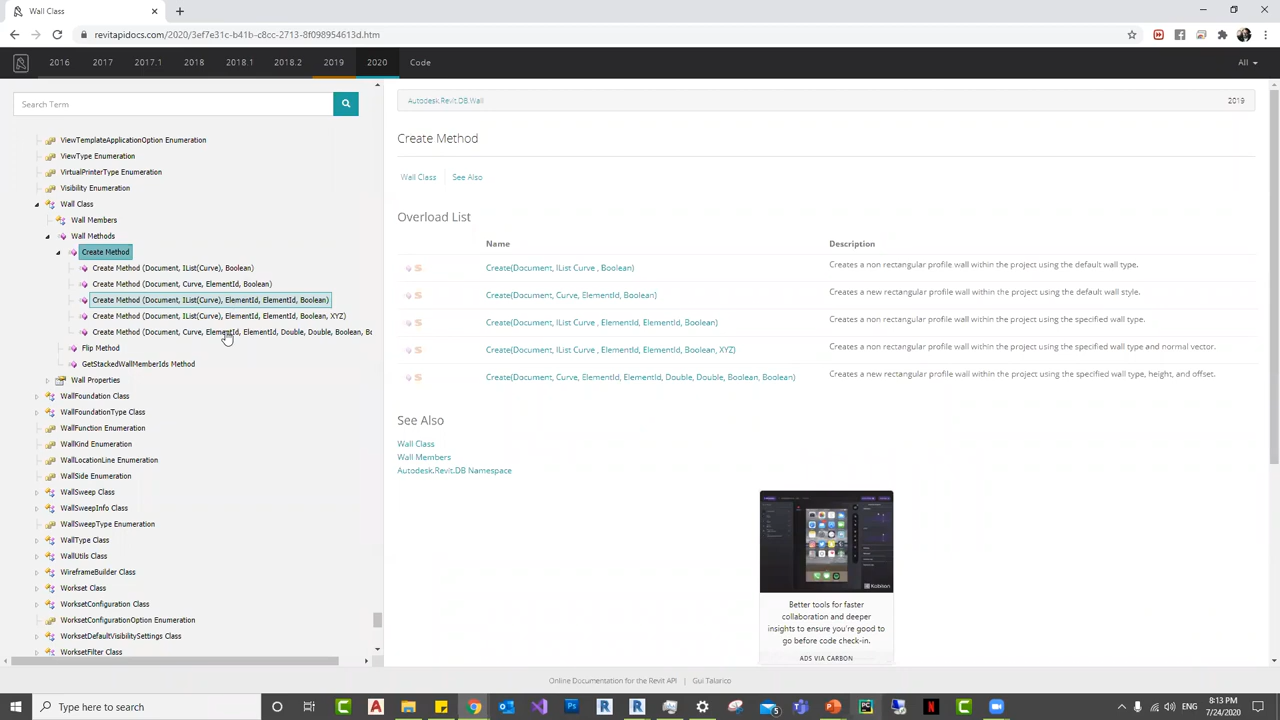 Wall Class
revitapidocs.com/2020/3ef7e31c-b41b-c8cc-2713-8f098954613d.htm
2016 2017 2017.1 2018 2018.1 2018.2 2019 2020 Code All
Search Term
ViewTemplateApplicationOption Enumeration
ViewType Enumeration
VirtualPrinterType Enumeration
Visibility Enumeration
Wall Class
Wall Members
Wall Methods
Create Method
Create Method (Document, IList(Curve), Boolean)
Create Method (Document, Curve, ElementId, Boolean)
Create Method (Document, IList(Curve), ElementId, ElementId, Boolean)
Create Method (Document, IList(Curve), ElementId, ElementId, Boolean, XYZ)
Create Method (Document, Curve, ElementId, ElementId, Double, Double, Boolean, Bo
Flip Method
GetStackedWallMemberIds Method
Wall Properties
WallFoundation Class
WallFoundationType Class
WallFunction Enumeration
WallKind Enumeration
WallLocationLine Enumeration
WallSide Enumeration
WallSweep Class
WallSweepInfo Class
WallSweepType Enumeration
WallType Class
WallUtils Class
WireframeBuilder Class
Workset Class
WorksetConfiguration Class
WorksetConfigurationOption Enumeration
WorksetDefaultVisibilitySettings Class
WorksetFilter Class
Autodesk.Revit.DB.Wall 2019
Create Method
Wall Class See Also
Overload List
Name Description
Create(Document, IList Curve , Boolean) Creates a non rectangular profile wall within the project using the default wall type.
Create(Document, Curve, ElementId, Boolean) Creates a new rectangular profile wall within the project using the default wall style.
Create(Document, IList Curve , ElementId, ElementId, Boolean) Creates a non rectangular profile wall within the project using the specified wall type.
Create(Document, IList Curve , ElementId, ElementId, Boolean, XYZ) Creates a non rectangular profile wall within the project using the specified wall type and normal vector.
Create(Document, Curve, ElementId, ElementId, Double, Double, Boolean, Boolean) Creates a new rectangular profile wall within the project using the specified wall type, height, and offset.
See Also
Wall Class
Wall Members
Autodesk.Revit.DB Namespace
Kobiton
Better tools for faster
collaboration and deeper
insights to ensure you're good to
go before code check-in.
ADS VIA CARBON
Online Documentation for the Revit API | Gui Talarico
Type here to search
8:13 PM
7/24/2020